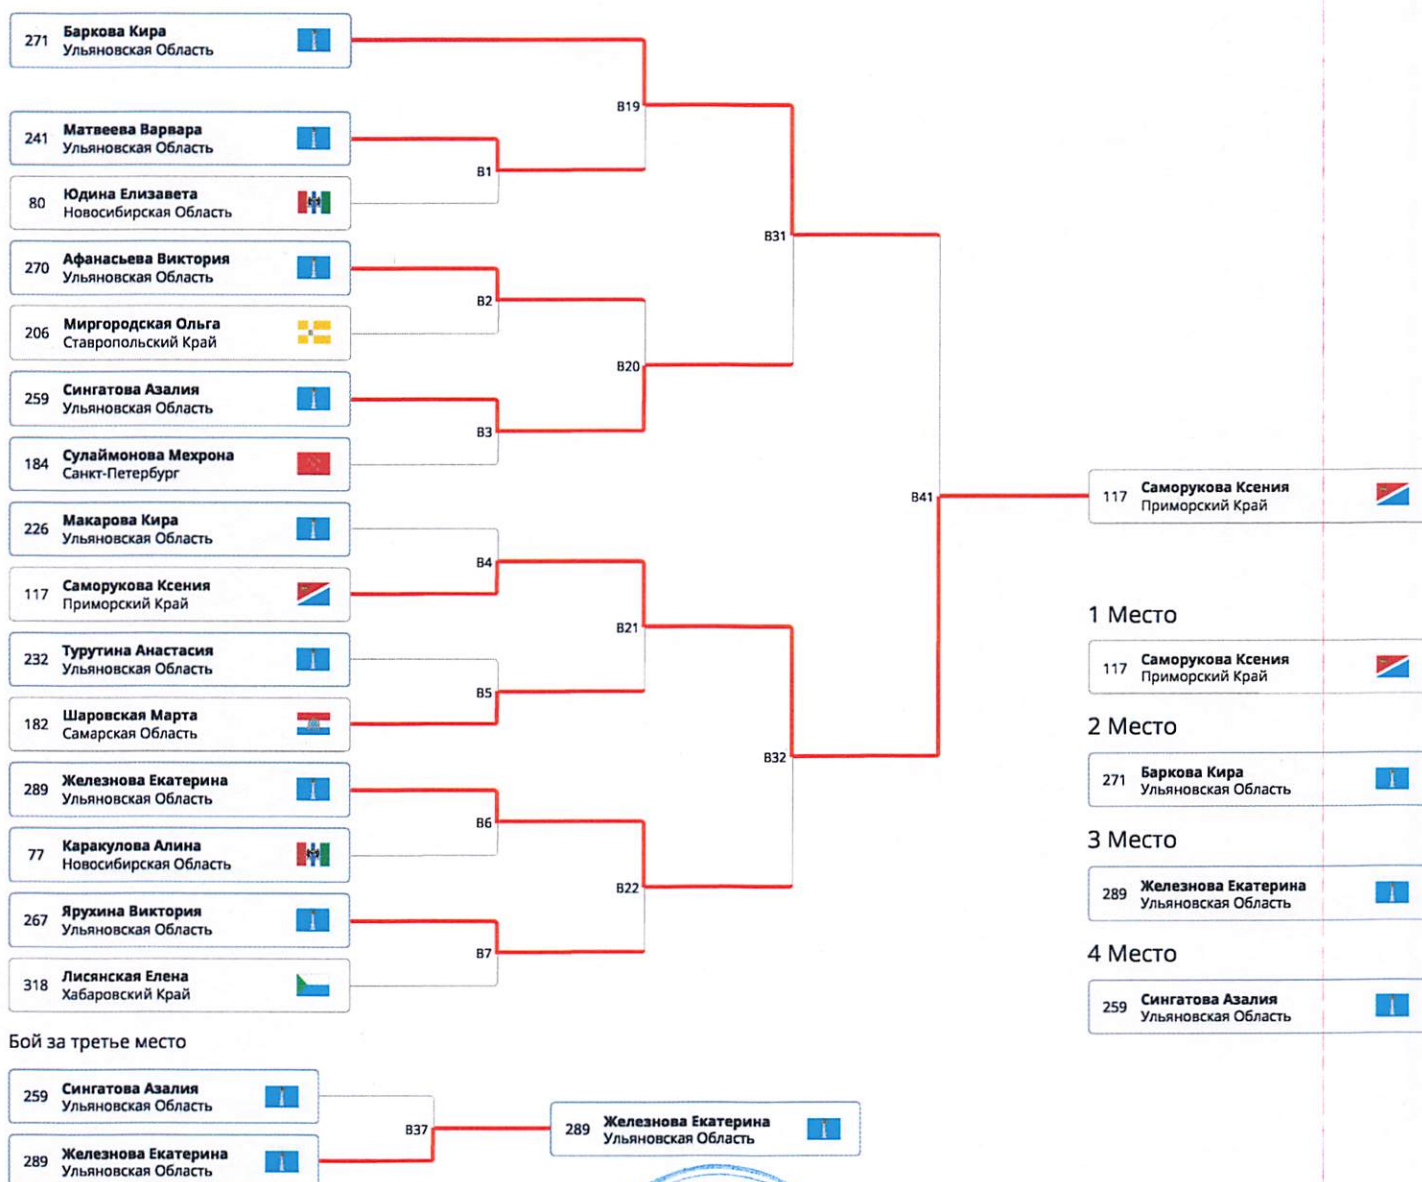 271 Баркова Кира
Ульяновская Область
B19
241 Матвеева Варвара
Ульяновская Область
B1
80 Юдина Елизавета
Новосибирская Область
B31
270 Афанасьева Виктория
Ульяновская Область
B2
206 Миргородская Ольга
Ставропольский Край
B20
259 Сингатова Азалия
Ульяновская Область
B3
184 Сулаймонова Мехрона
Санкт-Петербург
B41
117 Саморукова Ксения
Приморский Край
226 Макарова Кира
Ульяновская Область
B4
117 Саморукова Ксения
Приморский Край
B21
232 Турутина Анастасия
Ульяновская Область
B5
182 Шаровская Марта
Самарская Область
B32
289 Железнова Екатерина
Ульяновская Область
B6
77 Каракулова Алина
Новосибирская Область
B22
267 Ярухина Виктория
Ульяновская Область
B7
318 Лисянская Елена
Хабаровский Край
1 Место
117 Саморукова Ксения
Приморский Край
2 Место
271 Баркова Кира
Ульяновская Область
3 Место
289 Железнова Екатерина
Ульяновская Область
4 Место
259 Сингатова Азалия
Ульяновская Область
Бой за третье место
259 Сингатова Азалия
Ульяновская Область
B37
289 Железнова Екатерина
Ульяновская Область
289 Железнова Екатерина
Ульяновская Область